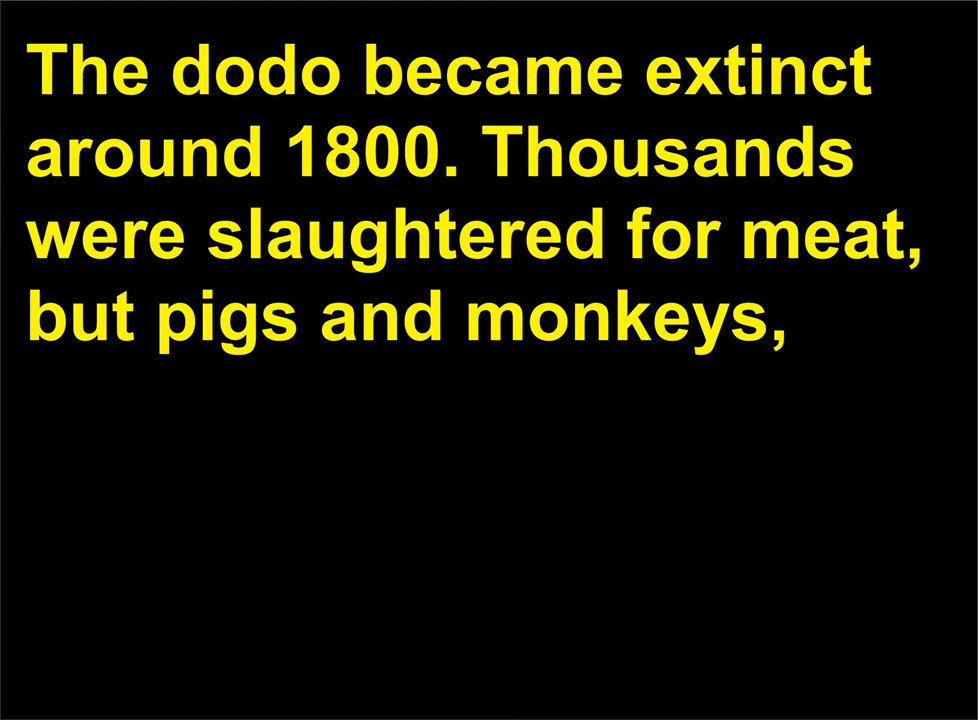 The dodo became extinct
around 1800. Thousands
were slaughtered for meat,
but pigs and monkeys,